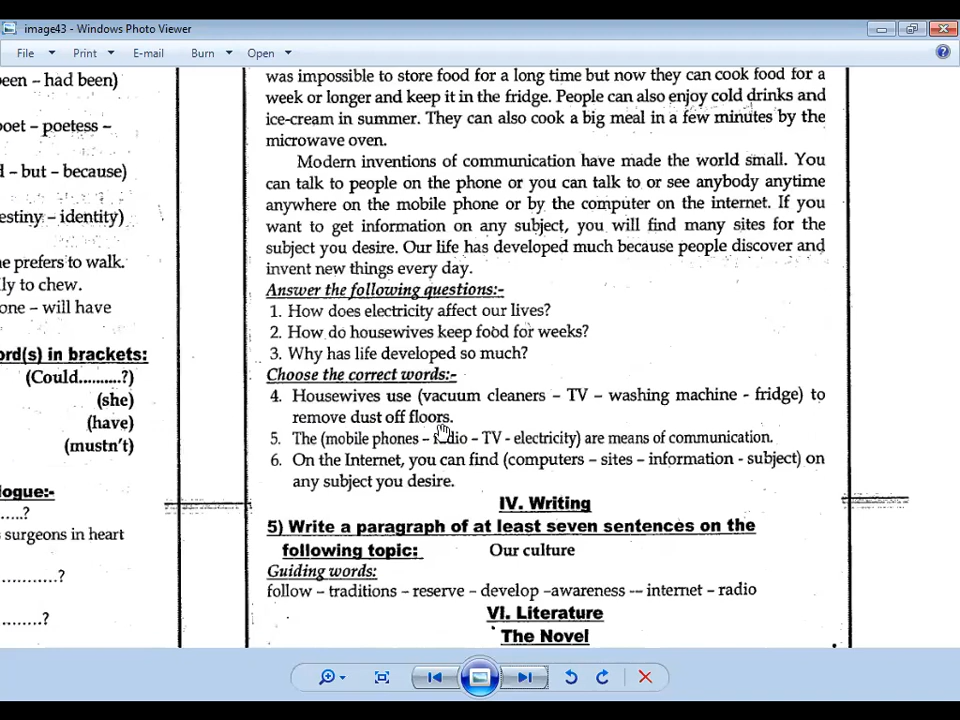 image43 - Windows Photo Viewer
File Print E-mail Burn Open
een – had been)
poet – poetess –
d – but – because)
estiny – identity)
e prefers to walk.
lly to chew.
one – will have
ord(s) in brackets:
(Could..........?)
(she)
(have)
(mustn't)
logue:-
.....?
surgeons in heart
............?
........?
was impossible to store food for a long time but now they can cook food for a
week or longer and keep it in the fridge. People can also enjoy cold drinks and
ice-cream in summer. They can also cook a big meal in a few minutes by the
microwave oven.
Modern inventions of communication have made the world small. You
can talk to people on the phone or you can talk to or see anybody anytime
anywhere on the mobile phone or by the computer on the internet. If you
want to get information on any subject, you will find many sites for the
subject you desire. Our life has developed much because people discover and
invent new things every day.
Answer the following questions:-
1. How does electricity affect our lives?
2. How do housewives keep food for weeks?
3. Why has life developed so much?
Choose the correct words:-
4. Housewives use (vacuum cleaners – TV – washing machine - fridge) to
remove dust off floors.
5. The (mobile phones – radio – TV - electricity) are means of communication.
6. On the Internet, you can find (computers – sites – information - subject) on
any subject you desire.
IV. Writing
5) Write a paragraph of at least seven sentences on the
following topic: Our culture
Guiding words:
follow – traditions – reserve – develop –awareness –– internet – radio
VI. Literature
The Novel